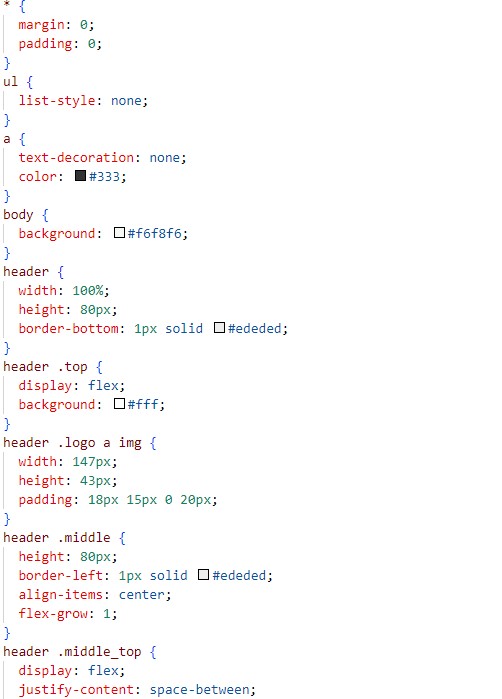 * {
  margin: 0;
  padding: 0;
}
ul {
  list-style: none;
}
a {
  text-decoration: none;
  color: #333;
}
body {
  background: #f6f8f6;
}
header {
  width: 100%;
  height: 80px;
  border-bottom: 1px solid #ededed;
}
header .top {
  display: flex;
  background: #fff;
}
header .logo a img {
  width: 147px;
  height: 43px;
  padding: 18px 15px 0 20px;
}
header .middle {
  height: 80px;
  border-left: 1px solid #ededed;
  align-items: center;
  flex-grow: 1;
}
header .middle_top {
  display: flex;
  justify-content: space-between;